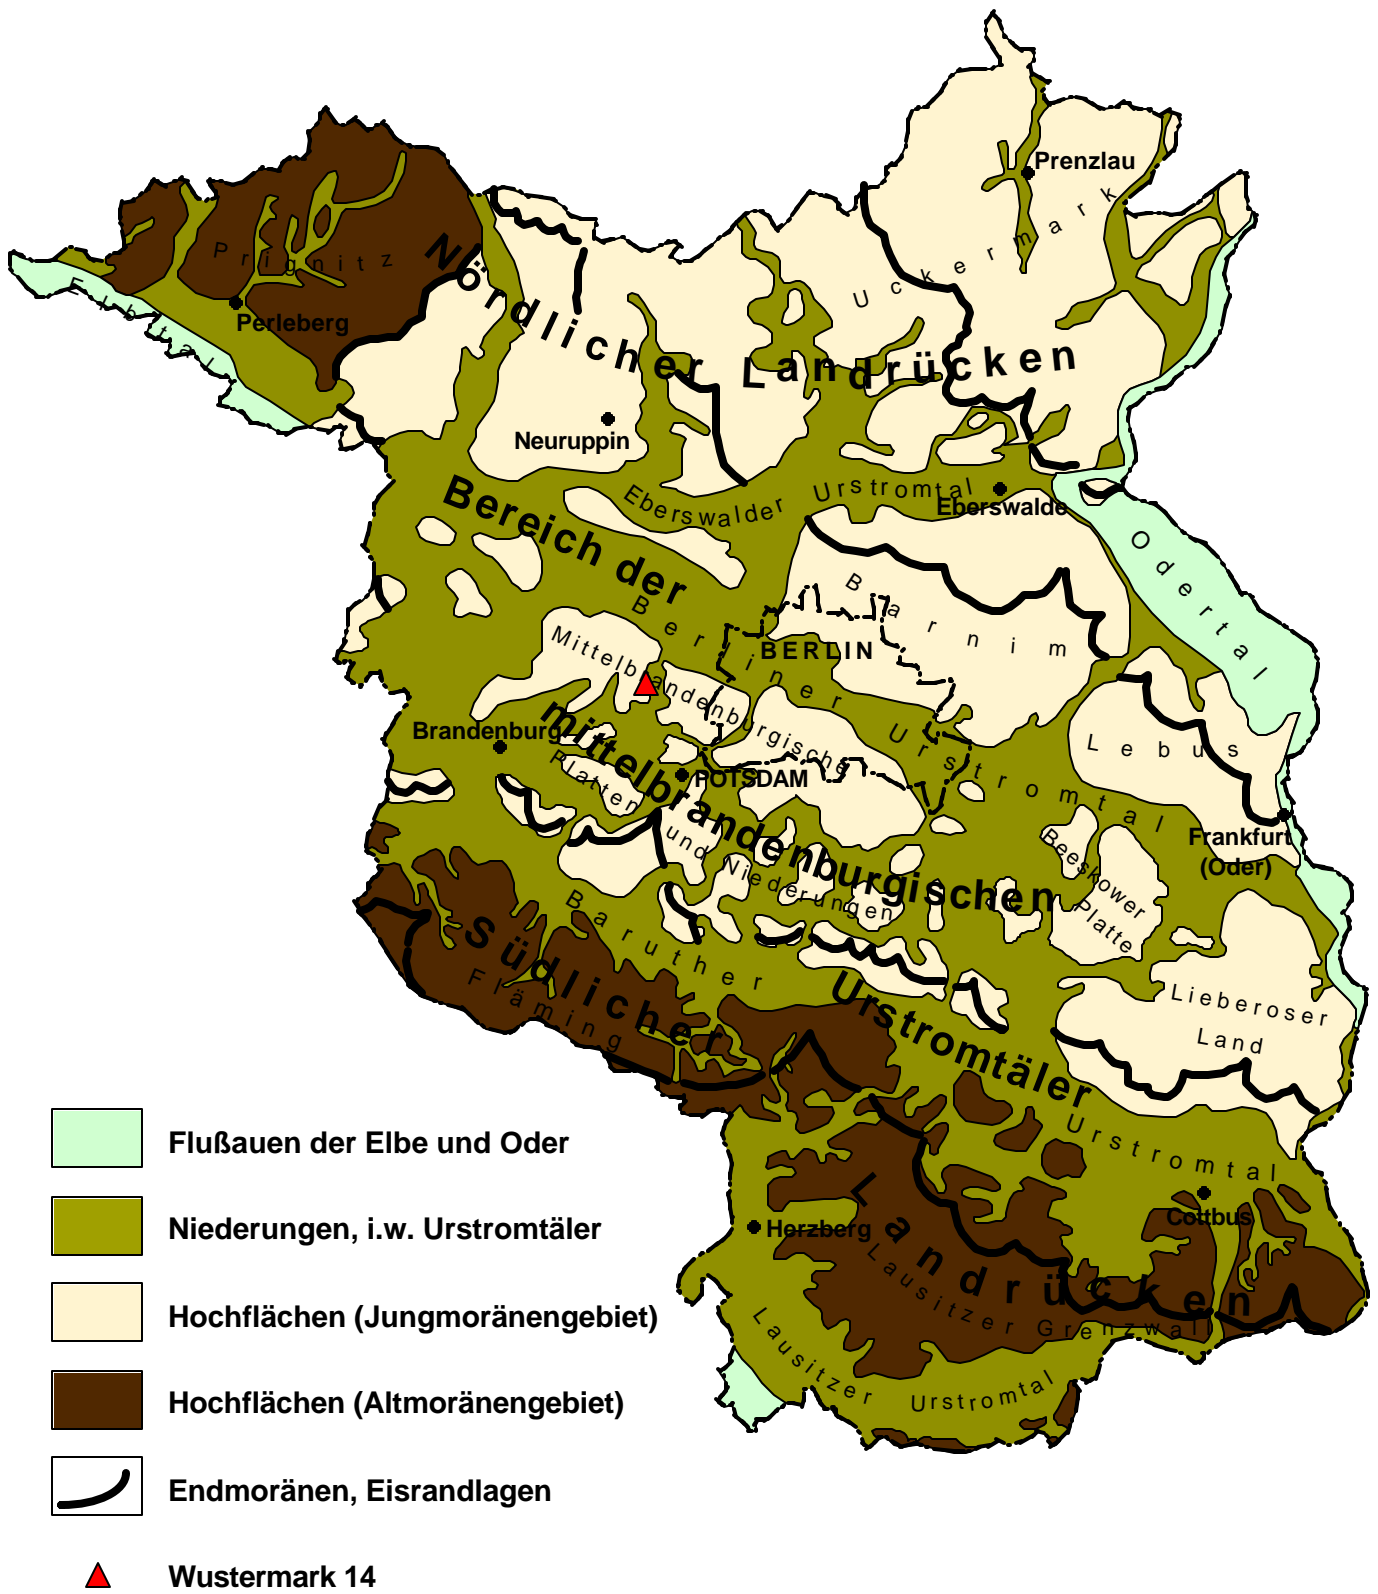 Prenzlau
Uckermark
Prignitz
Elbtal
Perleberg
Nördlicher Landrücken
Neuruppin
Eberswalder Urstromtal
Eberswalde
Odertal
Bereich der
mittelbrandenburgischen
Urstromtäler
Barnim
Berliner Urstromtal
BERLIN
Mittelbrandenburgische
Platten
und Niederungen
Brandenburg
POTSDAM
Lebus
Frankfurt
(Oder)
Beeskower
Platte
Lieberoser
Land
Baruther
Urstromtal
Südlicher
Landrücken
Fläming
Cottbus
Herzberg
Lausitzer Grenzwall
Lausitzer Urstromtal
Flußauen der Elbe und Oder
Niederungen, i.w. Urstromtäler
Hochflächen (Jungmoränengebiet)
Hochflächen (Altmoränengebiet)
Endmoränen, Eisrandlagen
Wustermark 14